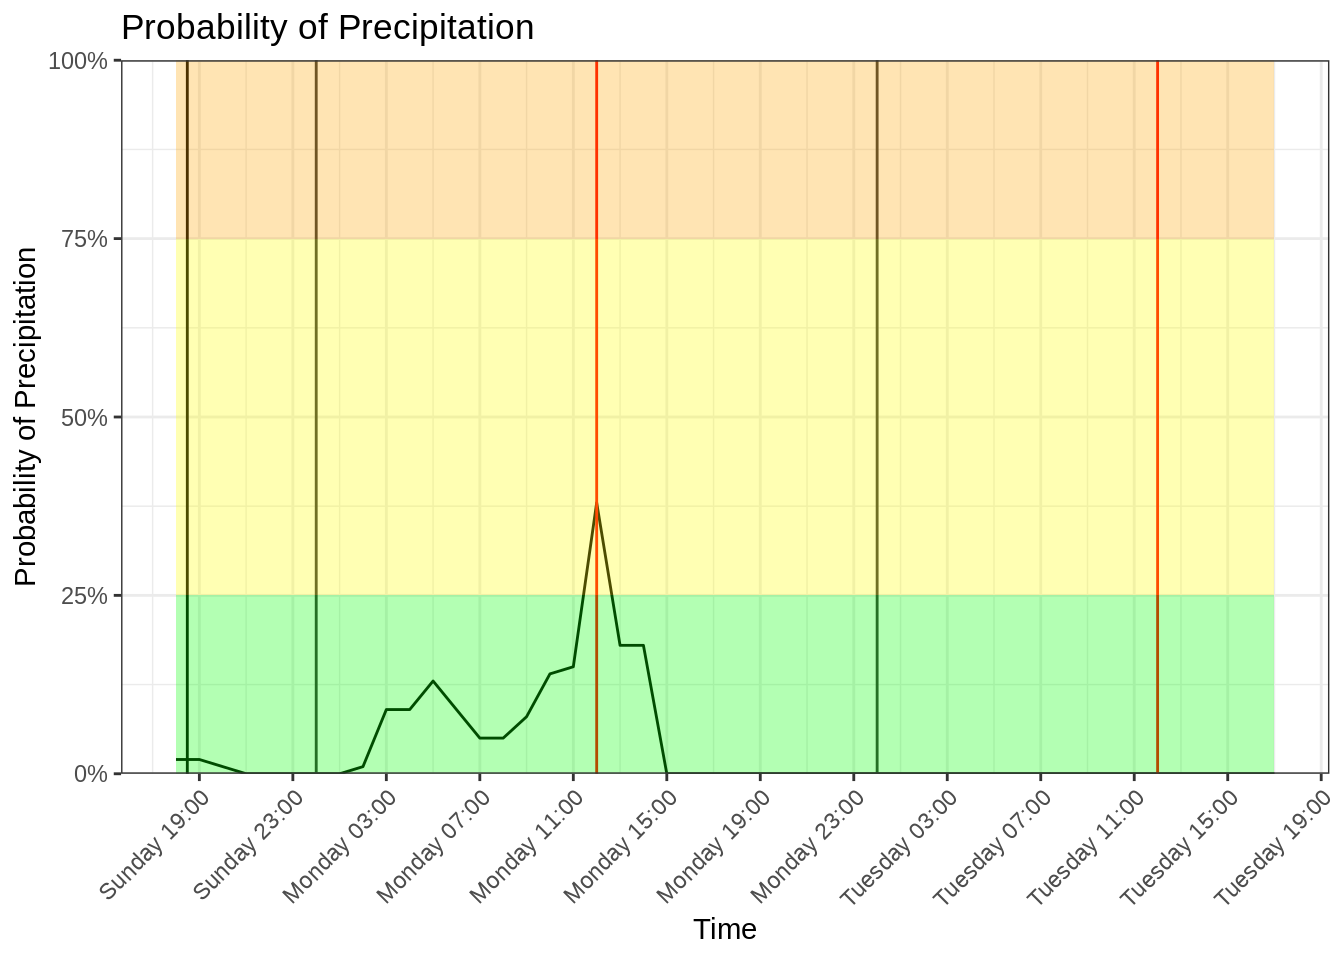 Probability of Precipitation
Probability of Precipitation
100%
75%
50%
25%
0%
Sunday 19:00
Sunday 23:00
Monday 03:00
Monday 07:00
Monday 11:00
Monday 15:00
Monday 19:00
Monday 23:00
Tuesday 03:00
Tuesday 07:00
Tuesday 11:00
Tuesday 15:00
Tuesday 19:00
Time